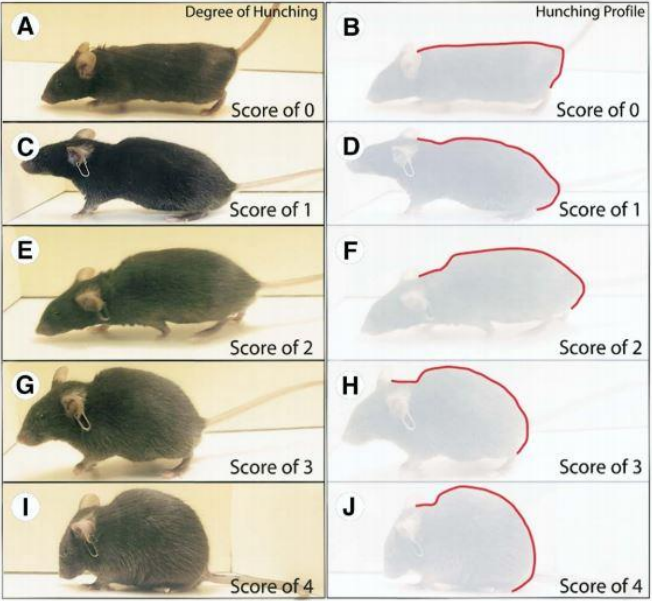 A
Degree of Hunching
Score of 0
B
Hunching Profile
Score of 0
C
Score of 1
D
Score of 1
E
Score of 2
F
Score of 2
G
Score of 3
H
Score of 3
I
Score of 4
J
Score of 4